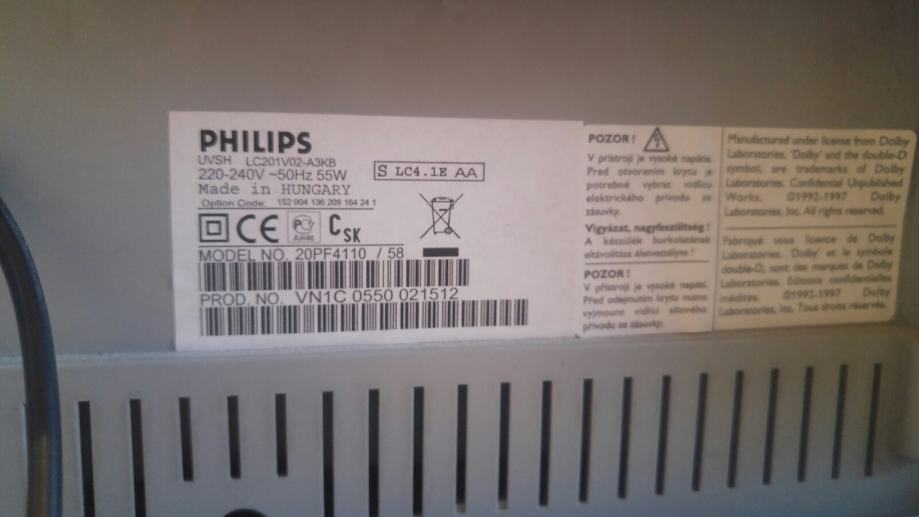 PHILIPS
UVSH LC201V02-A3KB
220-240V ~50Hz 55W
S LC4.1E AA
Made in HUNGARY
Option Code: 152 004 136 209 164 24 1
CE
PC
AЯ46
C SK
MODEL NO. 20PF4110 / 58
PROD. NO. VN1C 0550 021512
POZOR !
V prístroji je vysoké napätie.
Pred otvorením krytu je
potrebné vybrat vidlicu
elektrického prívodu zo
zásuvky.
Vigyázat, nagyfeszültség !
A készülék burkolatának
eltávolítása életveszélyes !
POZOR !
V přístroji je vysoké napětí.
Před odejmutím krytu nutno
vyjmout vidlici síťového
přívodu ze zásuvky.
Manufactured under license from Dolby
Laboratories. 'Dolby' and the double-D
symbol, are trademarks of Dolby
Laboratories. Confidential Unpublished
Works. ©1992-1997 Dolby
Laboratories, Inc. All rights reserved.
Fabriqué sous licence de Dolby
Laboratories. 'Dolby' et le symbole
double-D, sont des marques de Dolby
Laboratories. Editions confidentielles
inédites. ©1992-1997 Dolby
Laboratories, Inc. Tous droits réservés.